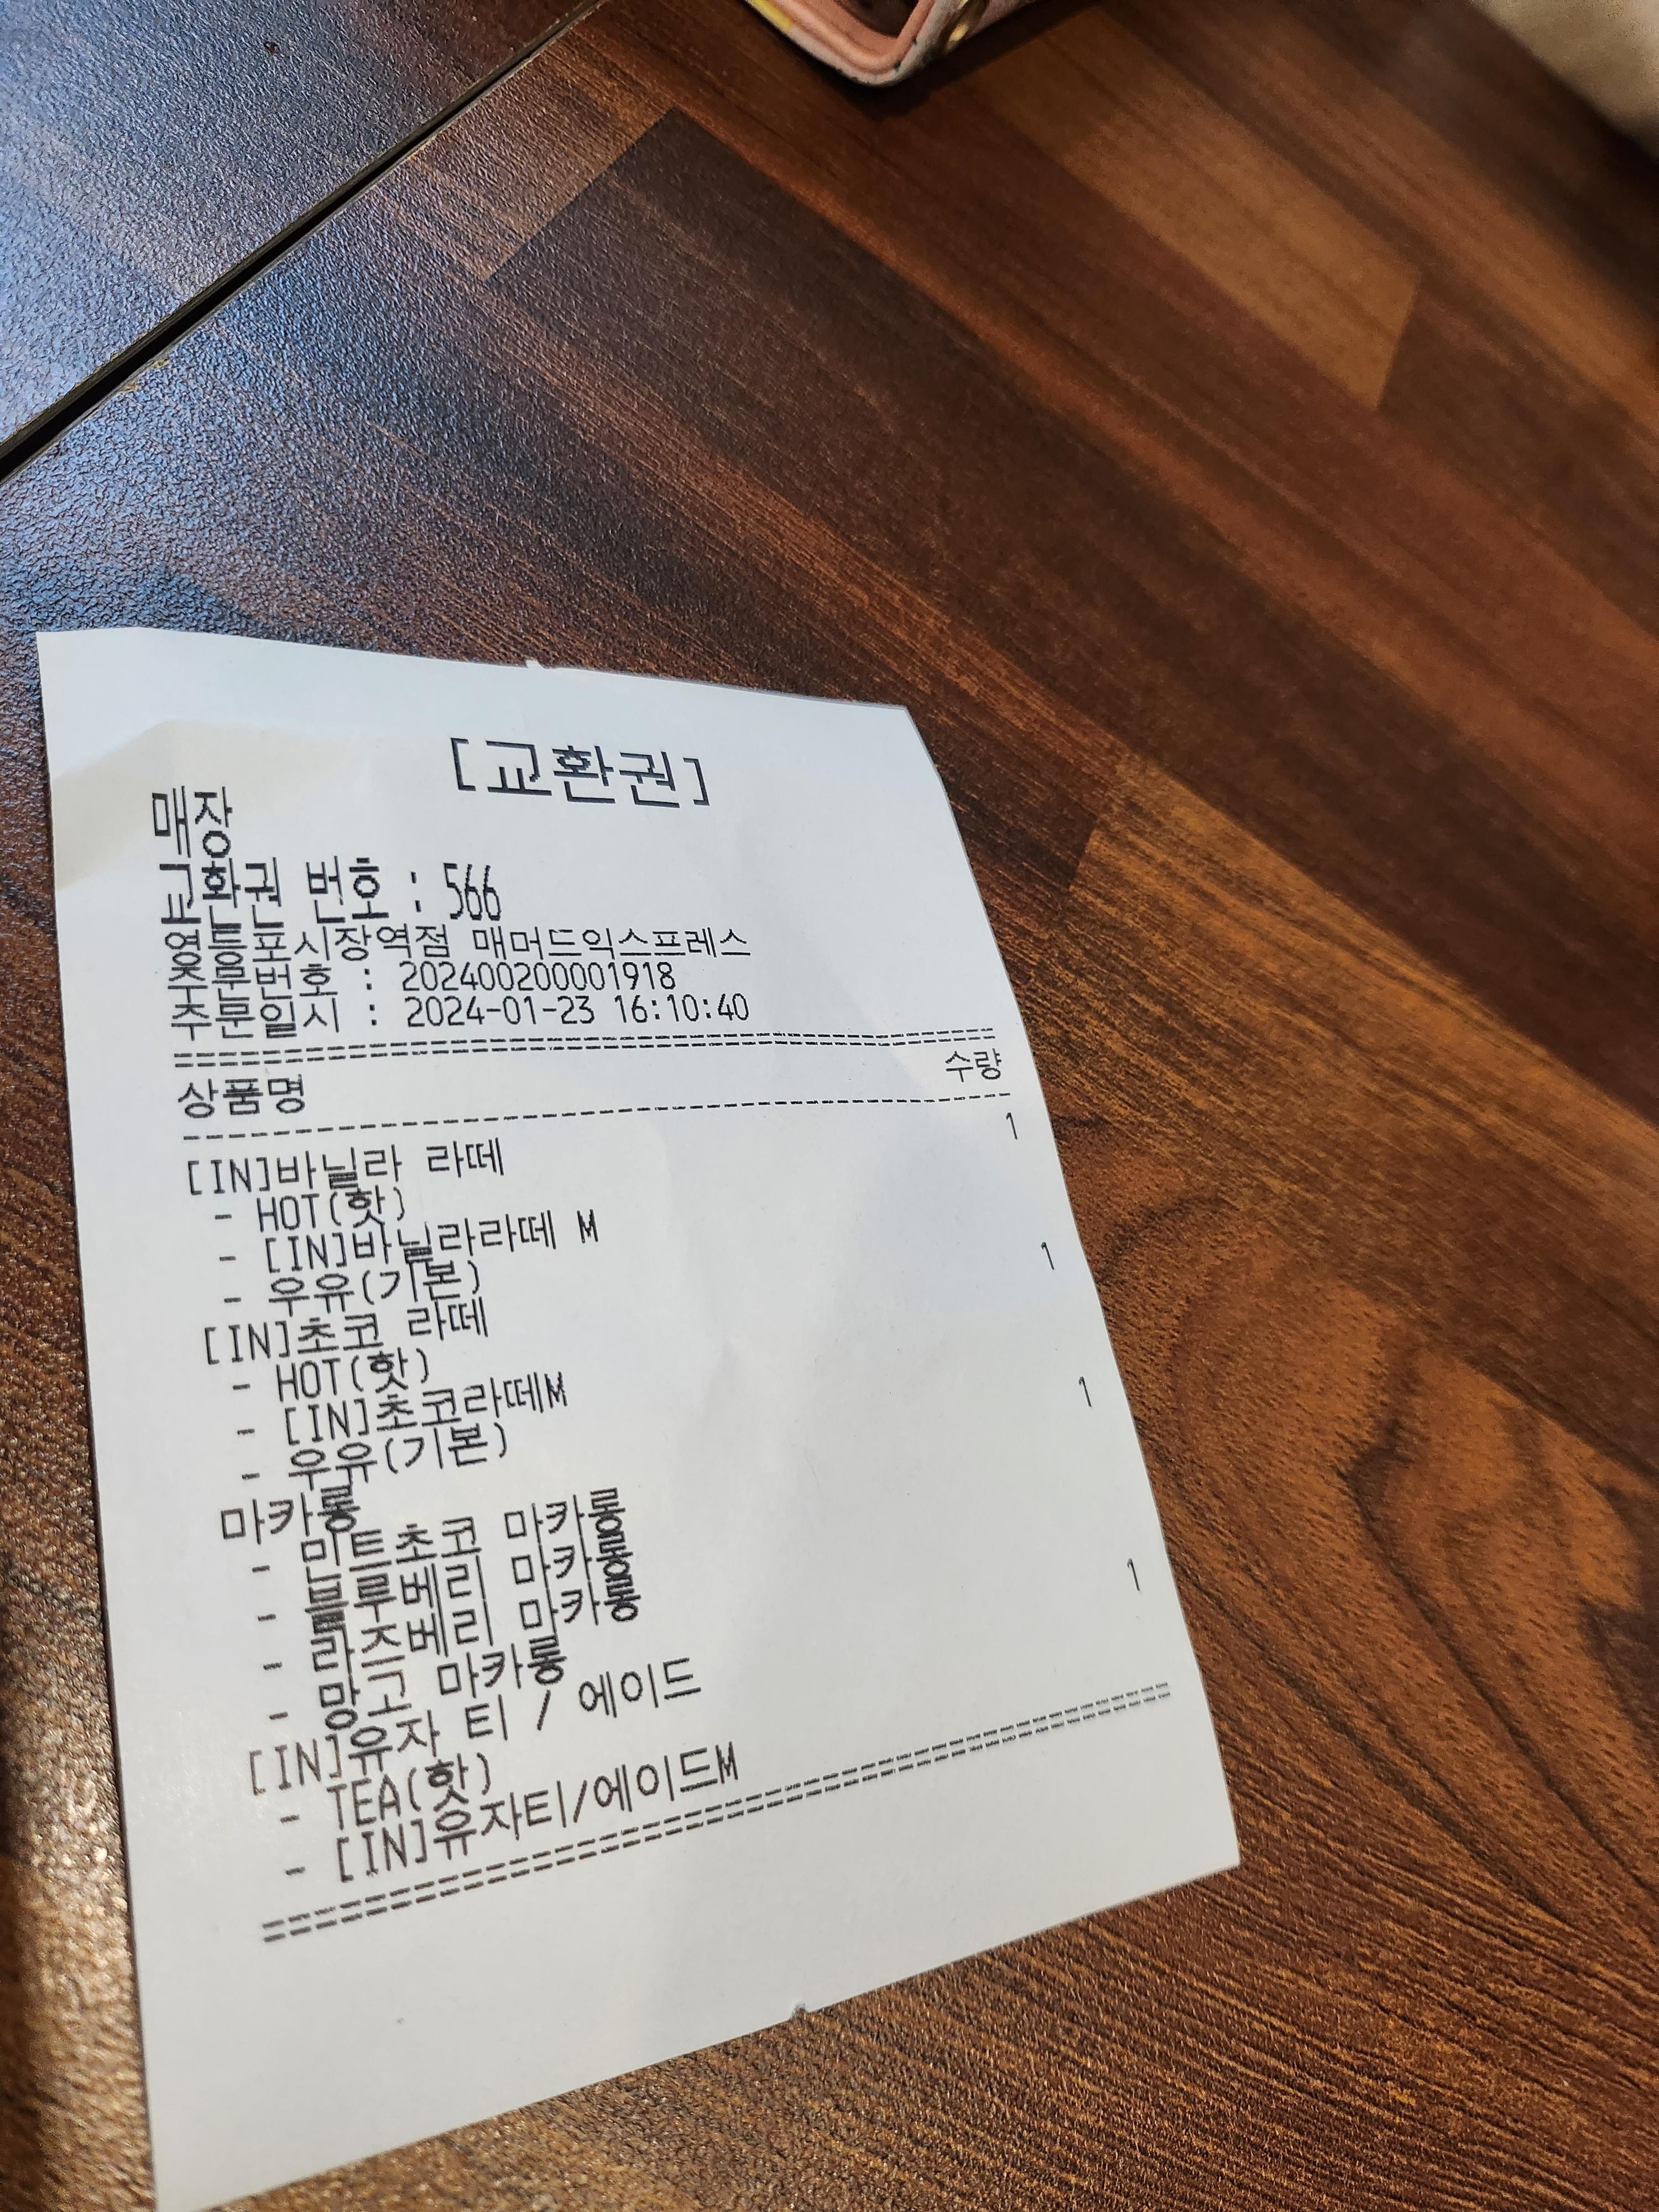 [교환권]
매장
교환권 번호 : 566
영등포시장역점 매머드익스프레스
주문번호 : 202400200001918
주문일시 : 2024-01-23 16:10:40
==================================================
상품명 수량
--------------------------------------------------
[IN]바닐라 라떼 1
- HOT(핫)
- [IN]바닐라라떼 M
- 우유(기본)
[IN]초코 라떼 1
- HOT(핫)
- [IN]초코라떼M
- 우유(기본)
마카롱 1
- 민트초코 마카롱
- 블루베리 마카롱
- 라즈베리 마카롱
- 망고 마카롱
[IN]유자 티 / 에이드 1
- TEA(핫)
- [IN]유자티/에이드M
==================================================